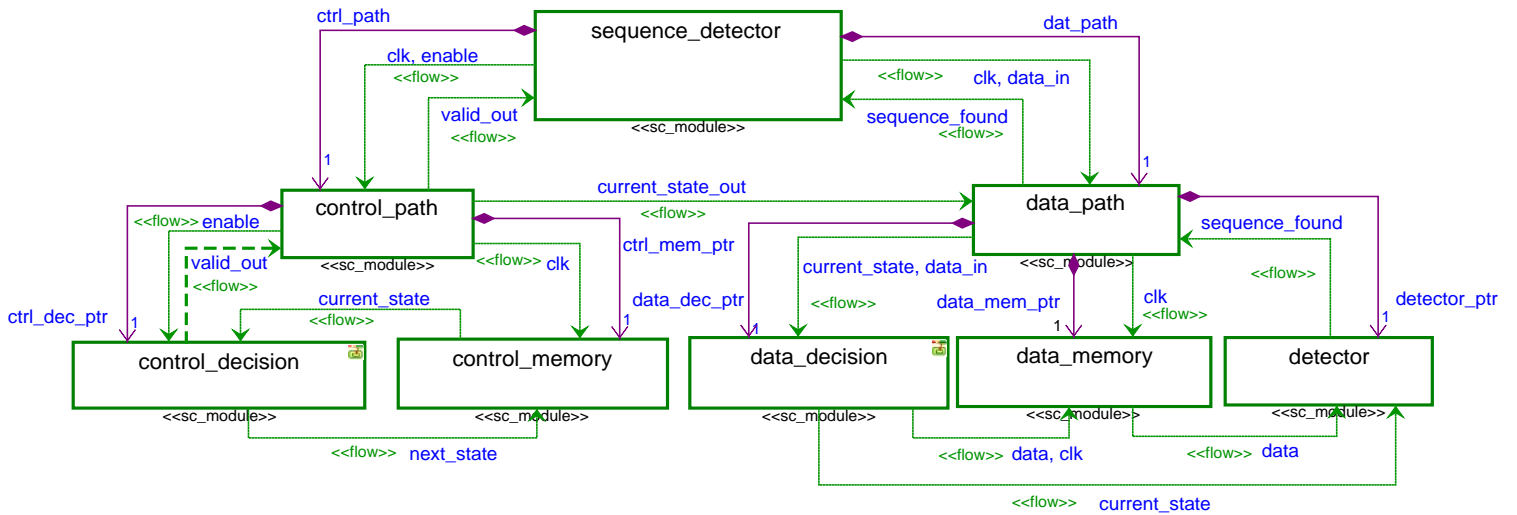 ctrl_path
sequence_detector
dat_path
clk, enable
<<flow>>
<<flow>>
clk, data_in
valid_out
<<flow>>
sequence_found
<<flow>>
<<sc_module>>
1
1
control_path
current_state_out
<<flow>>
data_path
<<flow>> enable
valid_out
<<flow>>
<<sc_module>>
ctrl_mem_ptr
<<flow>> clk
sequence_found
<<sc_module>>
current_state, data_in
<<flow>>
<<flow>>
current_state
<<flow>>
data_dec_ptr
data_mem_ptr
clk
<<flow>>
detector_ptr
ctrl_dec_ptr
1
1
1
1
1
control_decision
control_memory
data_decision
data_memory
detector
<<sc_module>>
<<sc_module>>
<<sc_module>>
<<sc_module>>
<<sc_module>>
<<flow>> next_state
<<flow>> data, clk
<<flow>> data
<<flow>> current_state